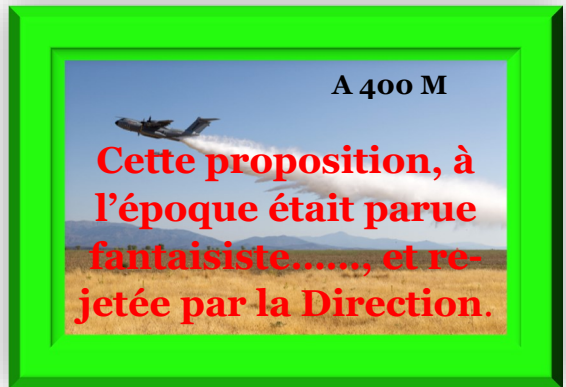 A 400 M
Cette proposition, à
l’époque était parue
fantaisiste......, et re-
jetée par la Direction.